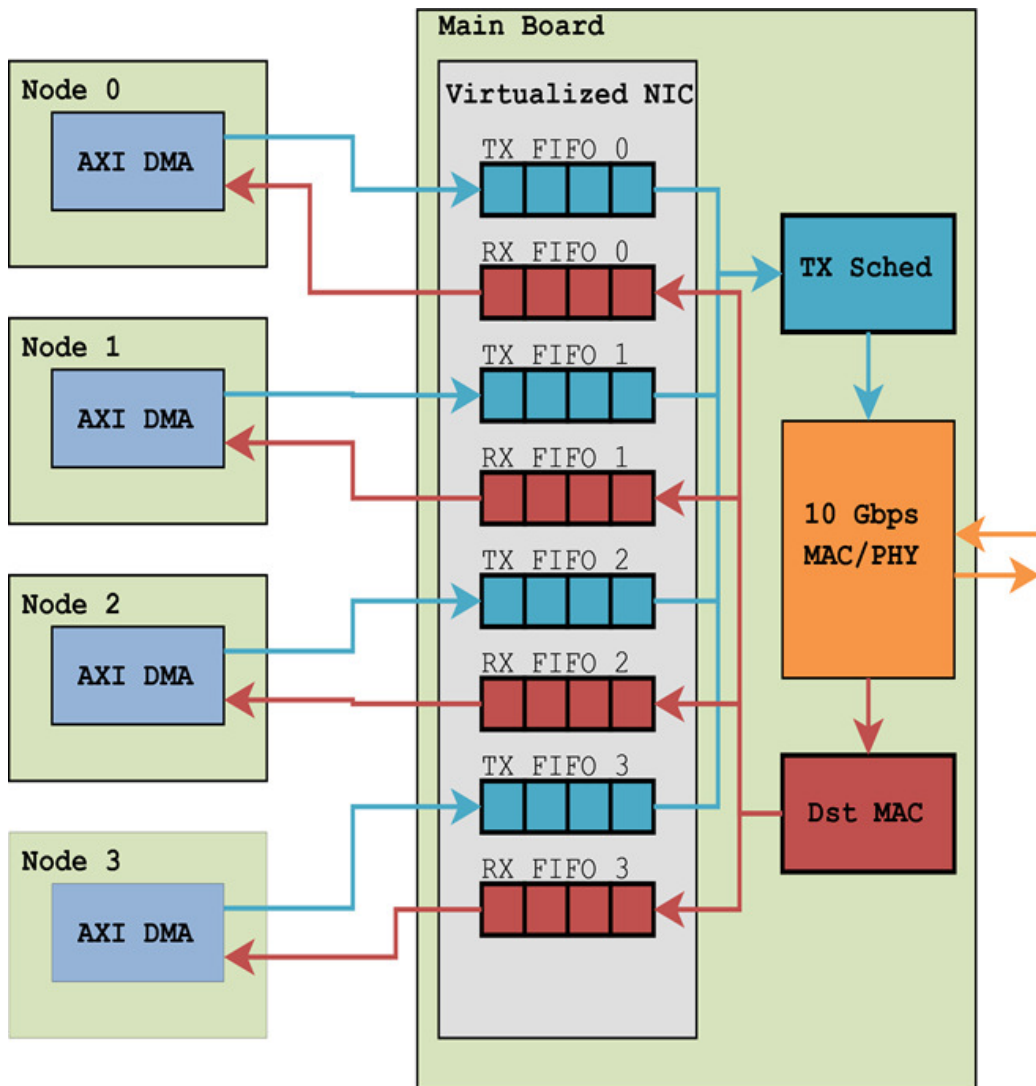 Main Board
Node 0
AXI DMA
Node 1
AXI DMA
Node 2
AXI DMA
Node 3
AXI DMA
Virtualized NIC
TX FIFO 0
RX FIFO 0
TX FIFO 1
RX FIFO 1
TX FIFO 2
RX FIFO 2
TX FIFO 3
RX FIFO 3
TX Sched
10 Gbps
MAC/PHY
Dst MAC